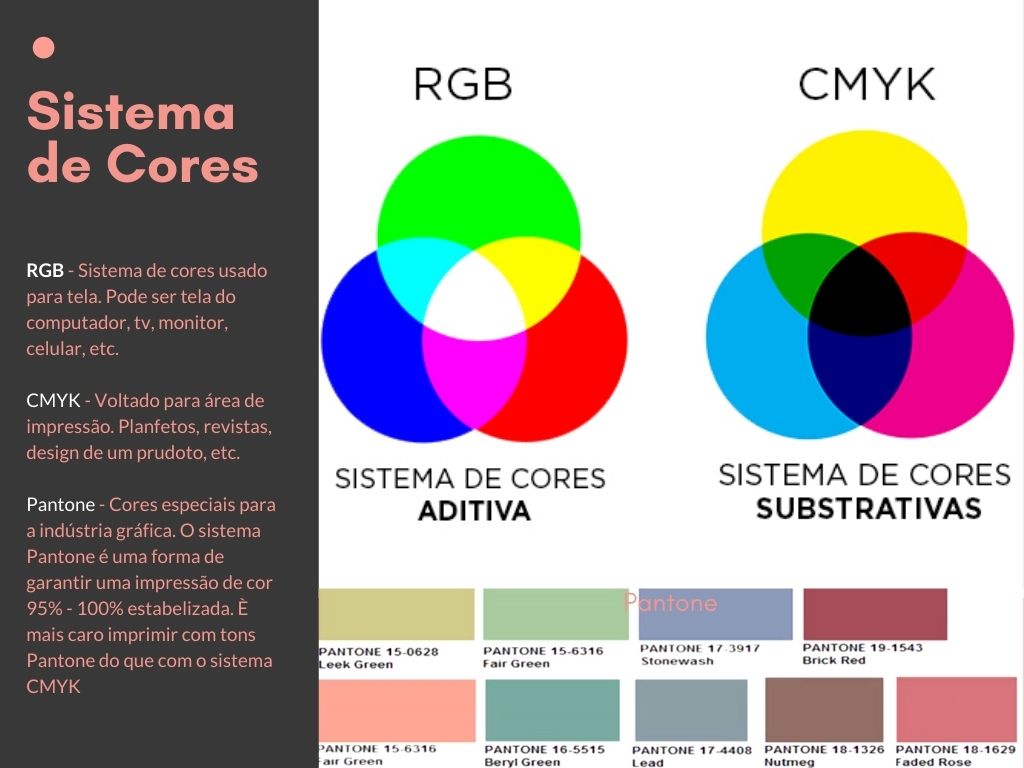 Sistema
de Cores
RGB - Sistema de cores usado
para tela. Pode ser tela do
computador, tv, monitor,
celular, etc.
CMYK - Voltado para área de
impressão. Planfetos, revistas,
design de um prudoto, etc.
Pantone - Cores especiais para
a indústria gráfica. O sistema
Pantone é uma forma de
garantir uma impressão de cor
95% - 100% estabelizada. È
mais caro imprimir com tons
Pantone do que com o sistema
CMYK
RGB
CMYK
SISTEMA DE CORES
ADITIVA
SISTEMA DE CORES
SUBSTRATIVAS
Pantone
PANTONE 15-0628
Leek Green
PANTONE 15-6316
Fair Green
PANTONE 17-3917
Stonewash
PANTONE 19-1543
Brick Red
PANTONE 15-6316
Fair Green
PANTONE 16-5515
Beryl Green
PANTONE 17-4408
Lead
PANTONE 18-1326
Nutmeg
PANTONE 18-1629
Faded Rose